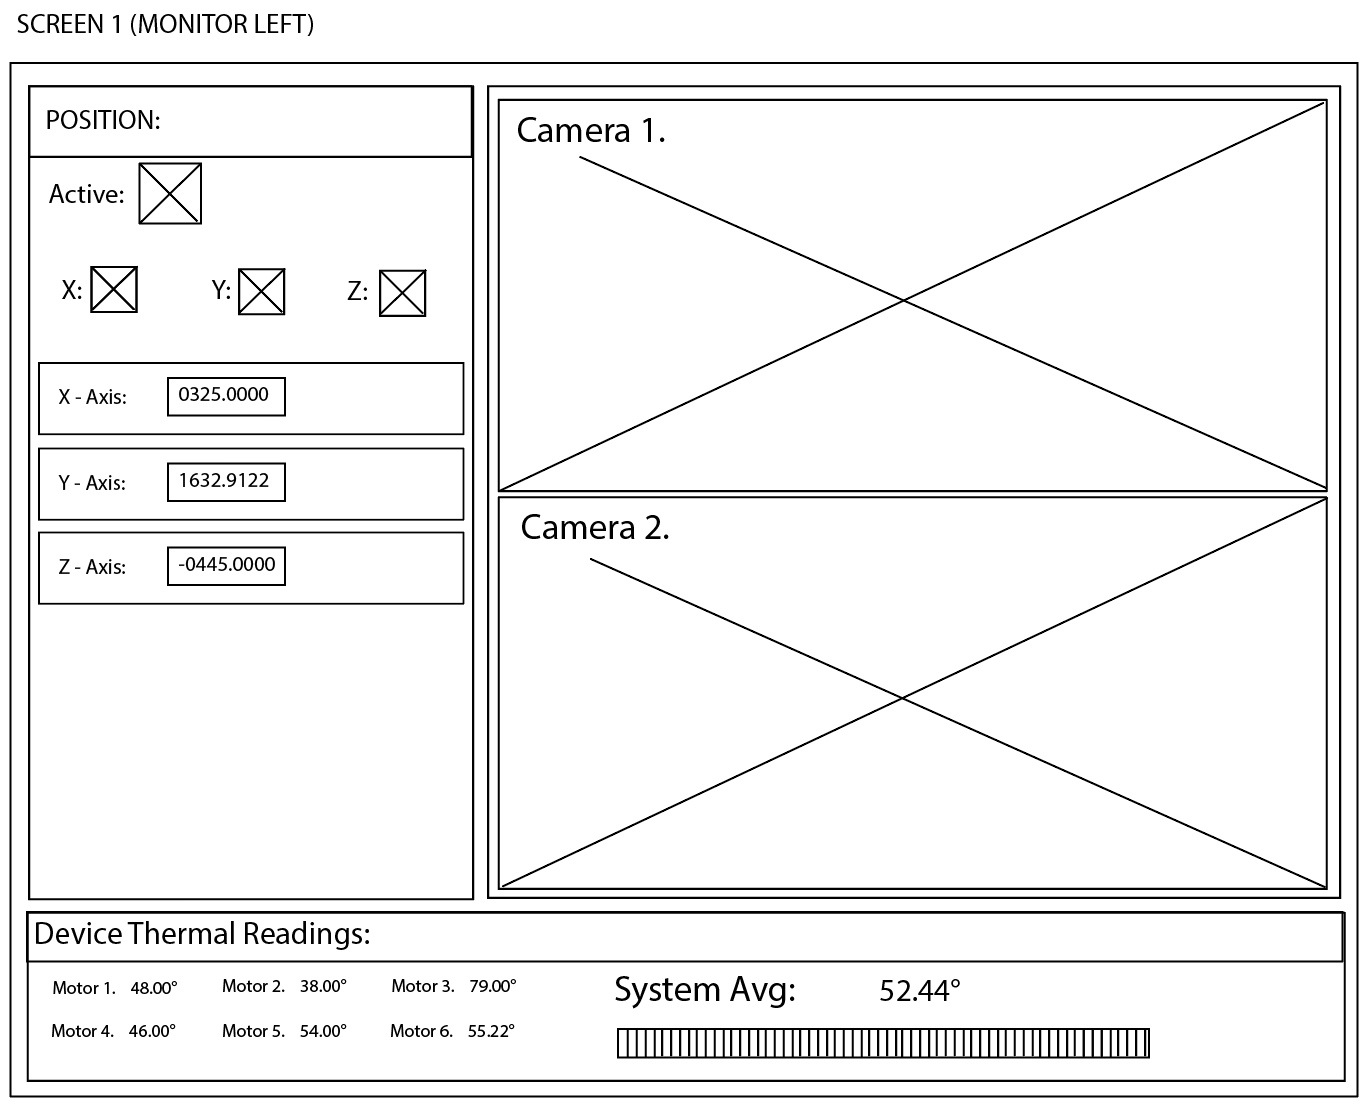 SCREEN 1 (MONITOR LEFT)
POSITION:
Active:
X: Y: Z:
X - Axis: 0325.0000
Y - Axis: 1632.9122
Z - Axis: -0445.0000
Camera 1.
Camera 2.
Device Thermal Readings:
Motor 1. 48.00° Motor 2. 38.00° Motor 3. 79.00°
Motor 4. 46.00° Motor 5. 54.00° Motor 6. 55.22°
System Avg: 52.44°